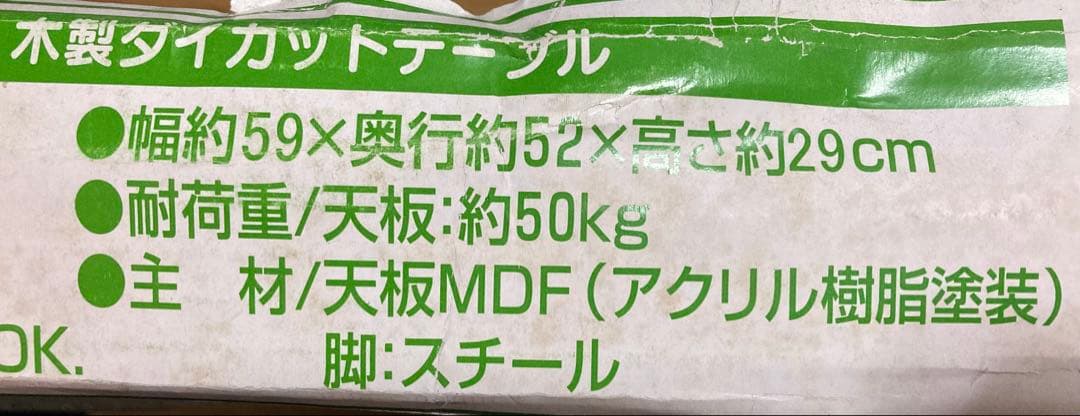 木製ダイカットテーブル
●幅約59×奥行約52×高さ約29cm
●耐荷重/天板:約50kg
●主　材/天板MDF(アクリル樹脂塗装)
OK.
脚:スチール